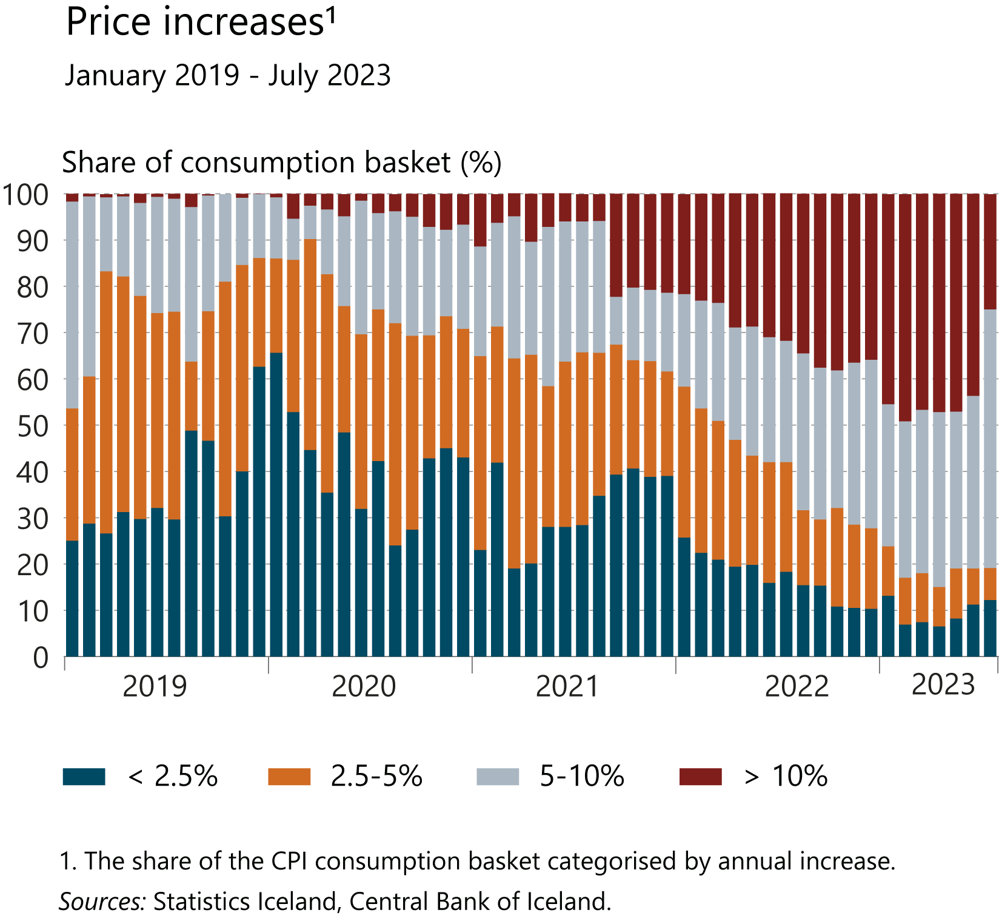 Price increases¹
January 2019 - July 2023
Share of consumption basket (%)
100
90
80
70
60
50
40
30
20
10
0
2019 2020 2021 2022 2023
< 2.5% 2.5-5% 5-10% > 10%
1. The share of the CPI consumption basket categorised by annual increase.
Sources: Statistics Iceland, Central Bank of Iceland.